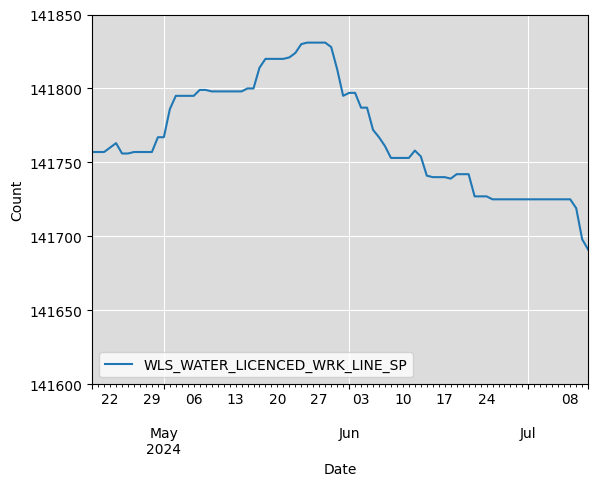 141850
141800
141750
141700
141650
141600
Count
WLS_WATER_LICENCED_WRK_LINE_SP
22 29 06 13 20 27 03 10 17 24 08
May Jun Jul
2024
Date